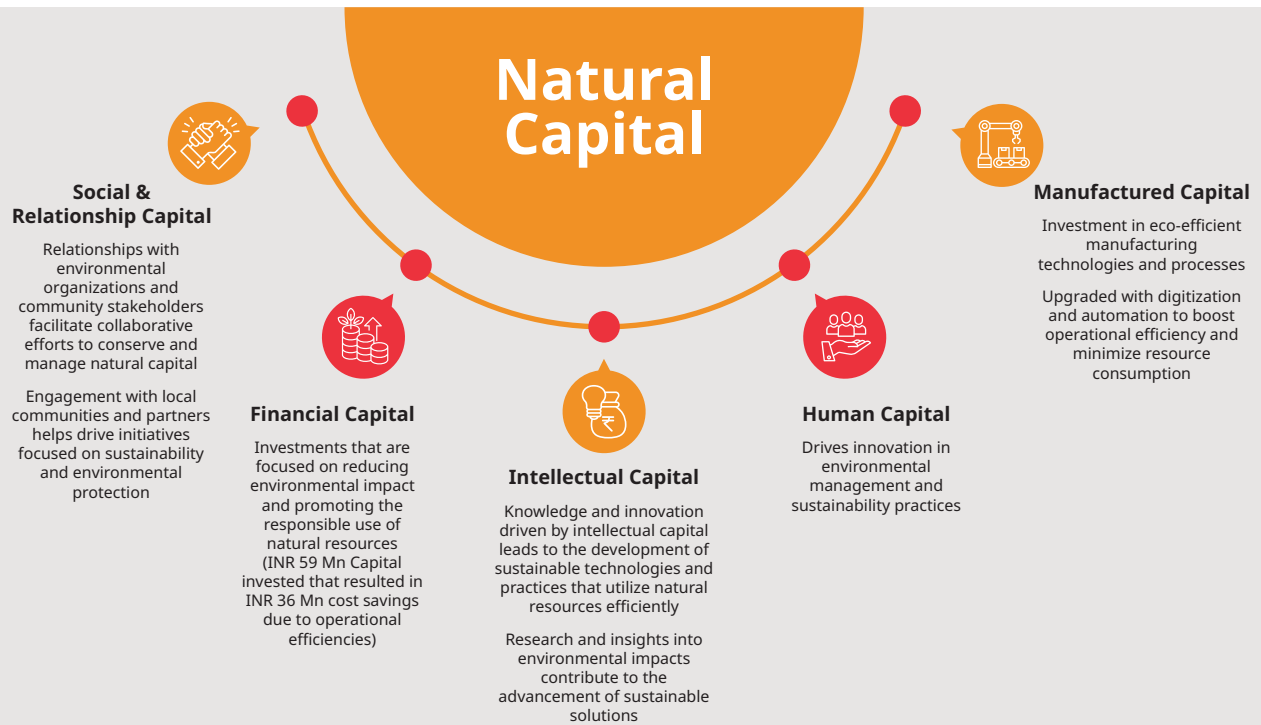 Natural
Capital
Social &
Relationship Capital
Relationships with
environmental
organizations and
community stakeholders
facilitate collaborative
efforts to conserve and
manage natural capital
Engagement with local
communities and partners
helps drive initiatives
focused on sustainability
and environmental
protection
Financial Capital
Investments that are
focused on reducing
environmental impact
and promoting the
responsible use of
natural resources
(INR 59 Mn Capital
invested that resulted in
INR 36 Mn cost savings
due to operational
efficiencies)
₹
Intellectual Capital
Knowledge and innovation
driven by intellectual capital
leads to the development of
sustainable technologies and
practices that utilize natural
resources efficiently
Research and insights into
environmental impacts
contribute to the
advancement of sustainable
solutions
Human Capital
Drives innovation in
environmental
management and
sustainability practices
Manufactured Capital
Investment in eco-efficient
manufacturing
technologies and processes
Upgraded with digitization
and automation to boost
operational efficiency and
minimize resource
consumption